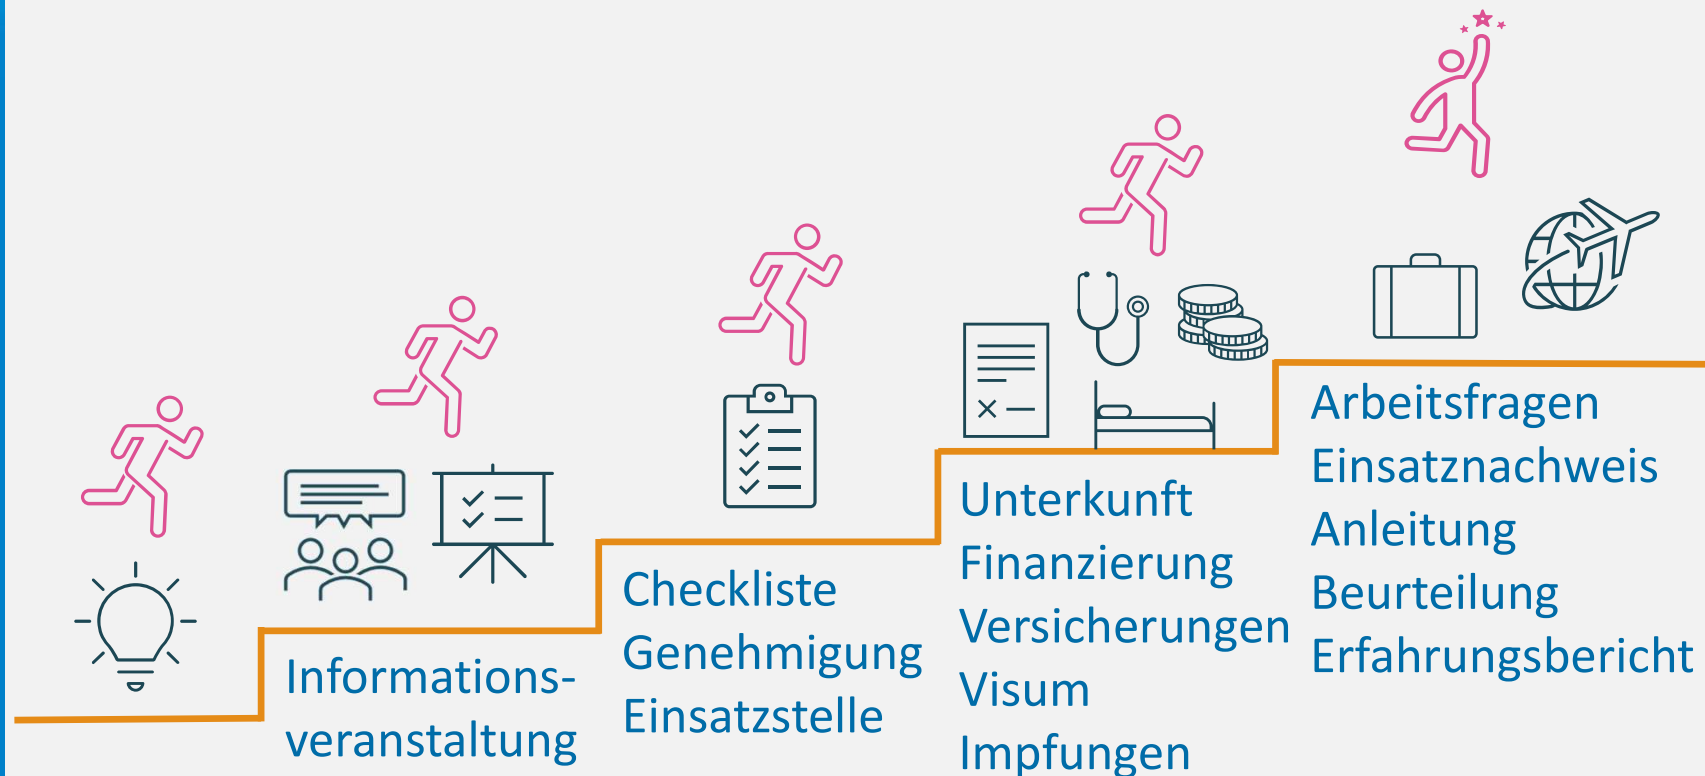 Informations-
veranstaltung
Checkliste
Genehmigung
Einsatzstelle
Unterkunft
Finanzierung
Versicherungen
Visum
Impfungen
Arbeitsfragen
Einsatznachweis
Anleitung
Beurteilung
Erfahrungsbericht